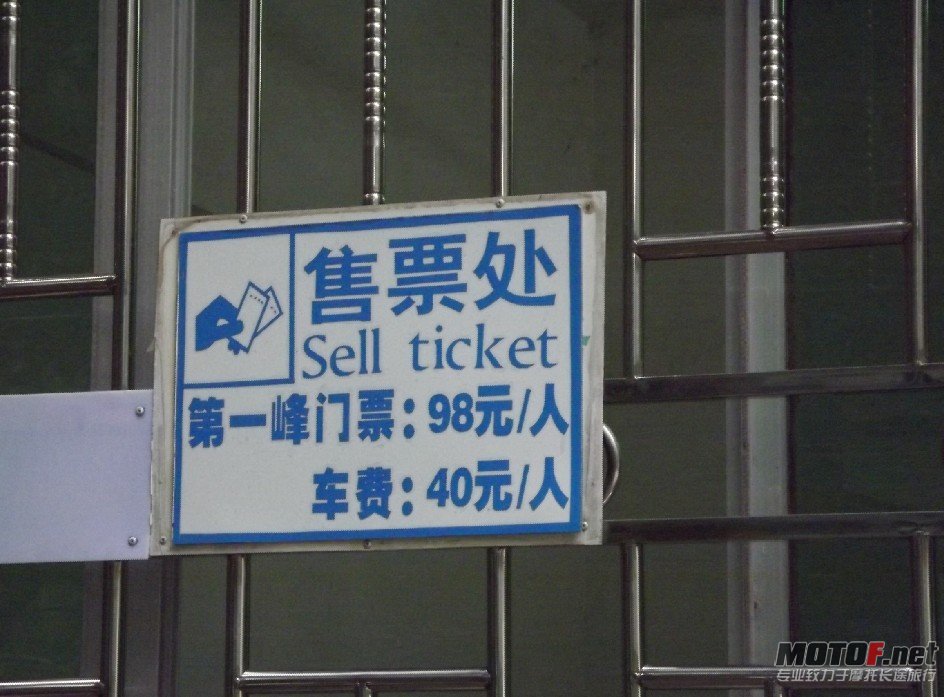 售票处
Sell ticket
第一峰门票：98元/人
车费：40元/人
MOTOF.net
专业致力于摩托长途旅行